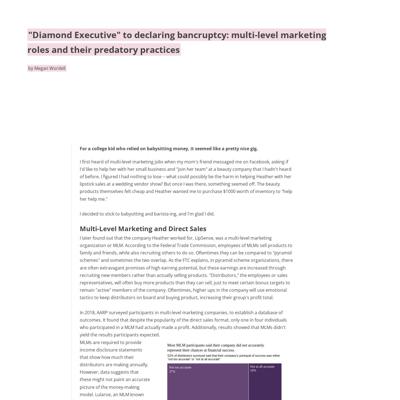 "Diamond Executive" to declaring bancruptcy: multi-level marketing
roles and their predatory practices
by Megan Wordell
For a college kid who relied on babysitting money, it seemed like a pretty nice gig.
I first heard of multi-level marketing jobs when my mom's friend messaged me on Facebook, asking if
I'd like to help her with her small business and "join her team" at a beauty company that I hadn't heard
of before. I figured I had nothing to lose – what could possibly be the harm in helping Heather with her
lipstick sales at a wedding vendor show? But once I was there, something seemed off. The beauty
products themselves felt cheap and Heather wanted me to purchase $1000 worth of inventory to "help
her help me."
I decided to stick to babysitting and barista-ing, and I'm glad I did.
Multi-Level Marketing and Direct Sales
I later found out that the company Heather worked for, LipSense, was a multi-level marketing
organization or MLM. According to the Federal Trade Commission, employees of MLMs sell products to
family and friends, while also recruiting others to do so. Oftentimes they can be compared to "pyramid
schemes" and sometimes the two overlap. As the FTC explains, in pyramid scheme organizations, there
are often extravagant promises of high earning potential, but these earnings are increased through
recruiting new members rather than actually selling products. "Distributors," the employees or sales
representatives, will often buy more products than they can sell, just to meet certain bonus targets to
remain "active" members of the company. Oftentimes, higher ups in the company will use emotional
tactics to keep distributors on board and buying product, increasing their group's profit total.
In 2018, AARP surveyed participants in multi-level marketing companies, to establish a database of
outcomes. It found that despite the popularity of the direct sales format, only one in four individuals
who participated in MLM had actually made a profit. Additionally, results showed that MLMs didn't
yield the results participants expected.
MLMs are required to provide
income disclosure statements
that show how much their
distributors are making annually.
However, data suggests that
these might not paint an accurate
picture of the money-making
model. Lularoe, an MLM known
Most MLM participants said their company did not accurately
represent their chances at financial success.
Not too accurate
27%
Not at all accurate